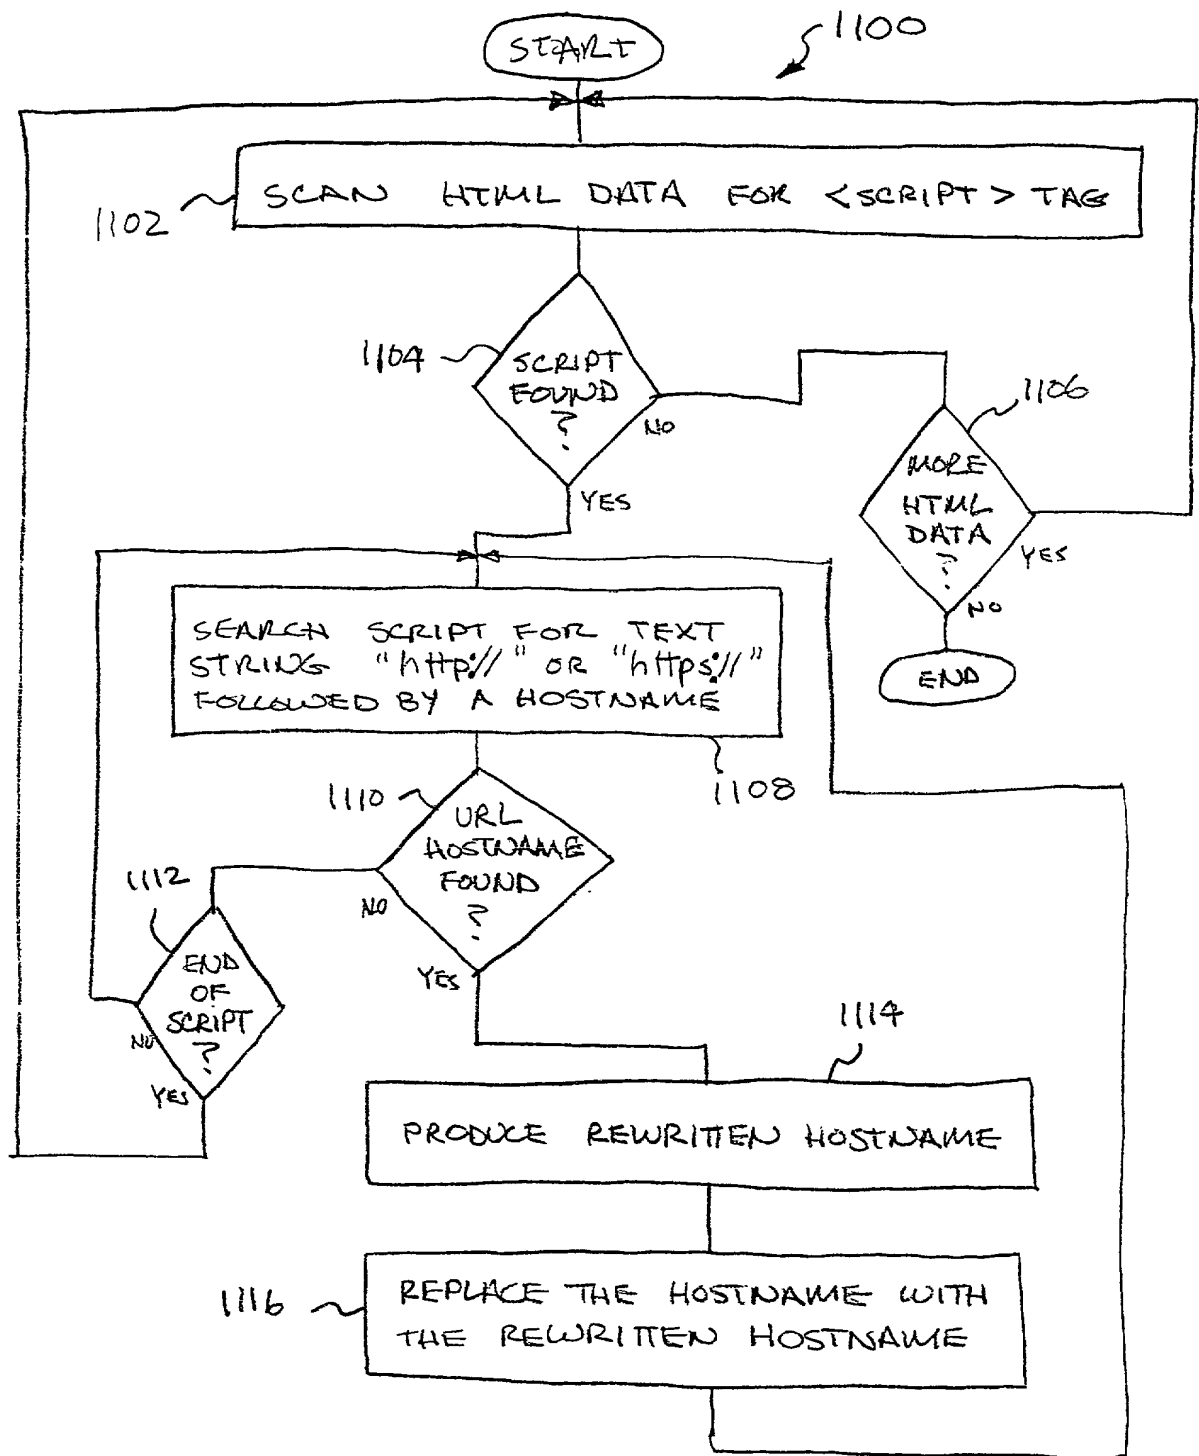 START
1100
SCAN HTML DATA FOR <SCRIPT> TAG
1102
1104
SCRIPT
FOUND
?
NO
YES
1106
MORE
HTML
DATA
?
YES
NO
END
SEARCH SCRIPT FOR TEXT
STRING "http://" OR "https://"
FOLLOWED BY A HOSTNAME
1108
1110
URL
HOSTNAME
FOUND
?
NO
YES
1112
END
OF
SCRIPT
?
NO
YES
1114
PRODUCE REWRITTEN HOSTNAME
1116
REPLACE THE HOSTNAME WITH
THE REWRITTEN HOSTNAME